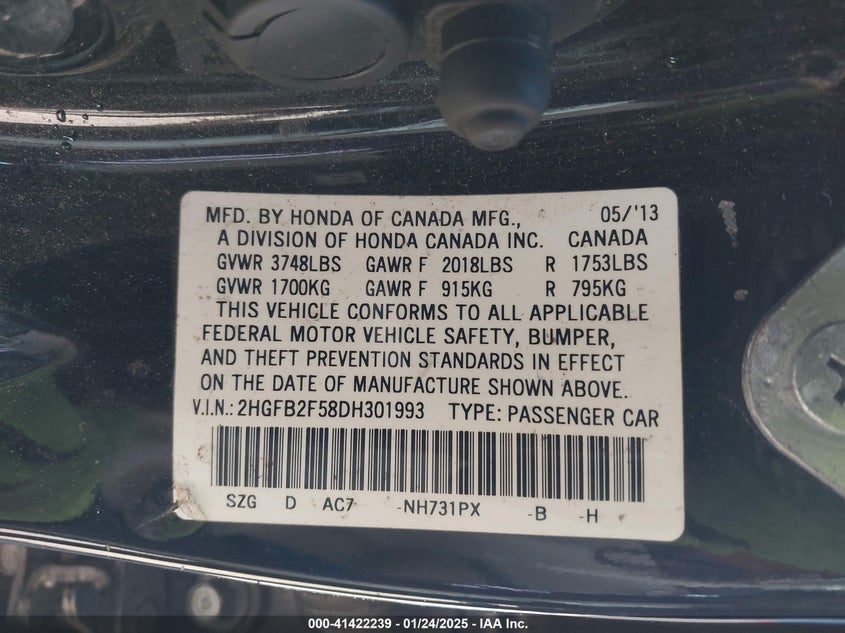 MFD. BY HONDA OF CANADA MFG., 05/'13
A DIVISION OF HONDA CANADA INC. CANADA
GVWR 3748LBS GAWR F 2018LBS R 1753LBS
GVWR 1700KG GAWR F 915KG R 795KG
THIS VEHICLE CONFORMS TO ALL APPLICABLE
FEDERAL MOTOR VEHICLE SAFETY, BUMPER,
AND THEFT PREVENTION STANDARDS IN EFFECT
ON THE DATE OF MANUFACTURE SHOWN ABOVE.
V.I.N.: 2HGFB2F58DH301993 TYPE: PASSENGER CAR
SZG D AC7 -NH731PX -B -H
000-41422239 - 01/24/2025 - IAA Inc.